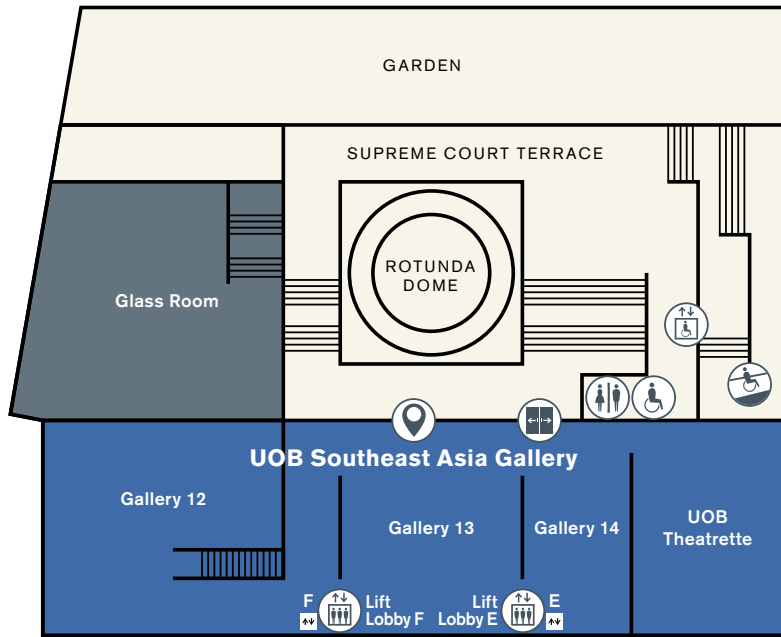 GARDEN
SUPREME COURT TERRACE
ROTUNDA
DOME
Glass Room
UOB Southeast Asia Gallery
Gallery 12
Gallery 13
Gallery 14
UOB
Theatrette
F
Lift
Lobby F
Lift
Lobby E
E